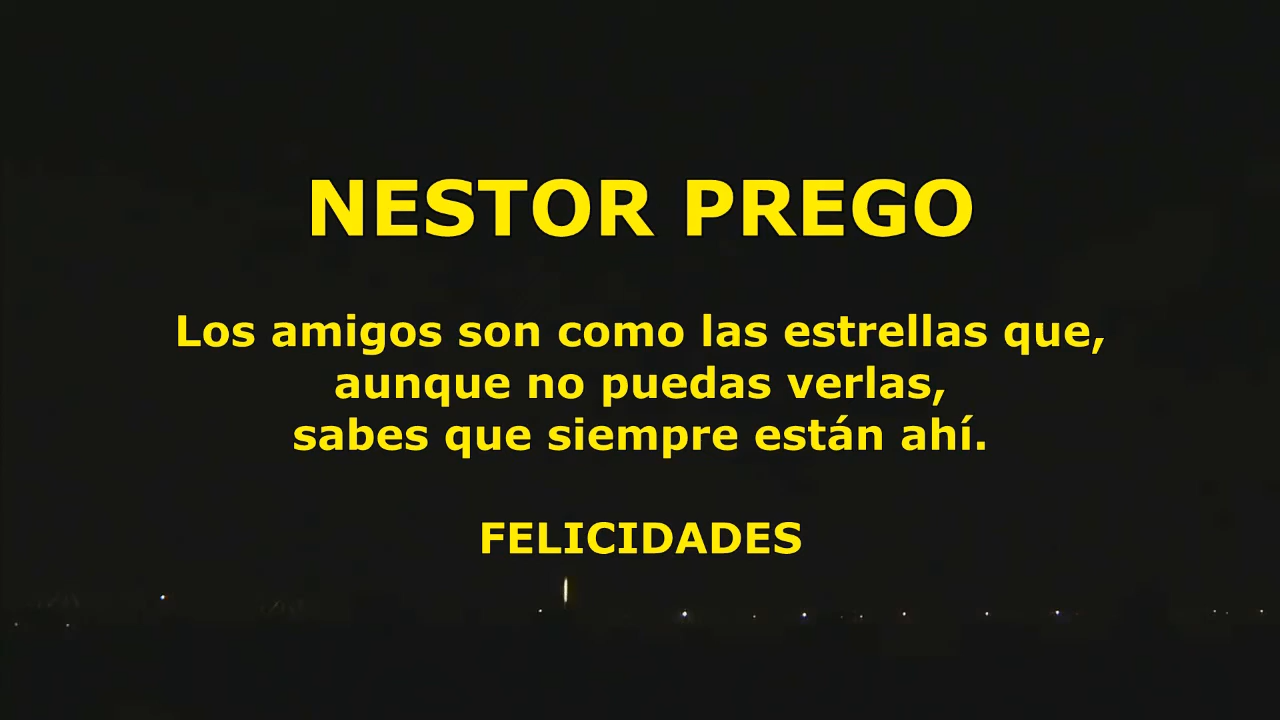 NESTOR PREGO
Los amigos son como las estrellas que,
aunque no puedas verlas,
sabes que siempre están ahí.
FELICIDADES